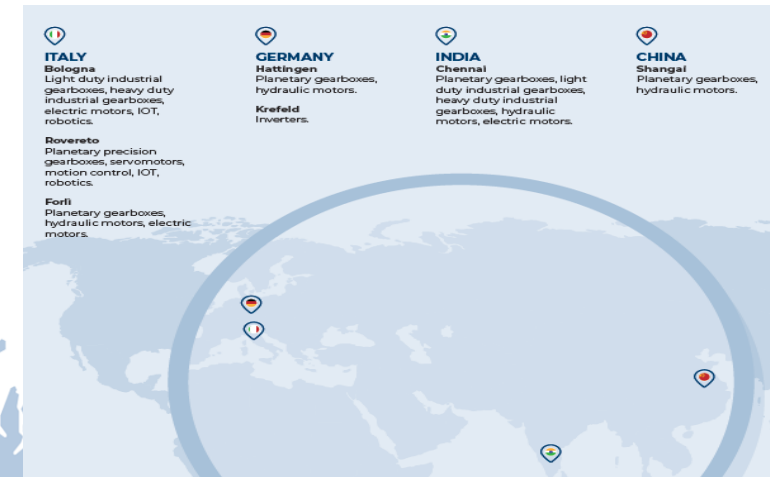 ITALY
Bologna
Light duty industrial
gearboxes, heavy duty
industrial gearboxes,
electric motors, IOT,
robotics.
Rovereto
Planetary precision
gearboxes, servomotors,
motion control, IOT,
robotics.
Forlì
Planetary gearboxes,
hydraulic motors, electric
motors.
GERMANY
Hattingen
Planetary gearboxes,
hydraulic motors.
Krefeld
Inverters.
INDIA
Chennai
Planetary gearboxes, light
duty industrial gearboxes,
heavy duty industrial
gearboxes, hydraulic
motors, electric motors.
CHINA
Shangai
Planetary gearboxes,
hydraulic motors.